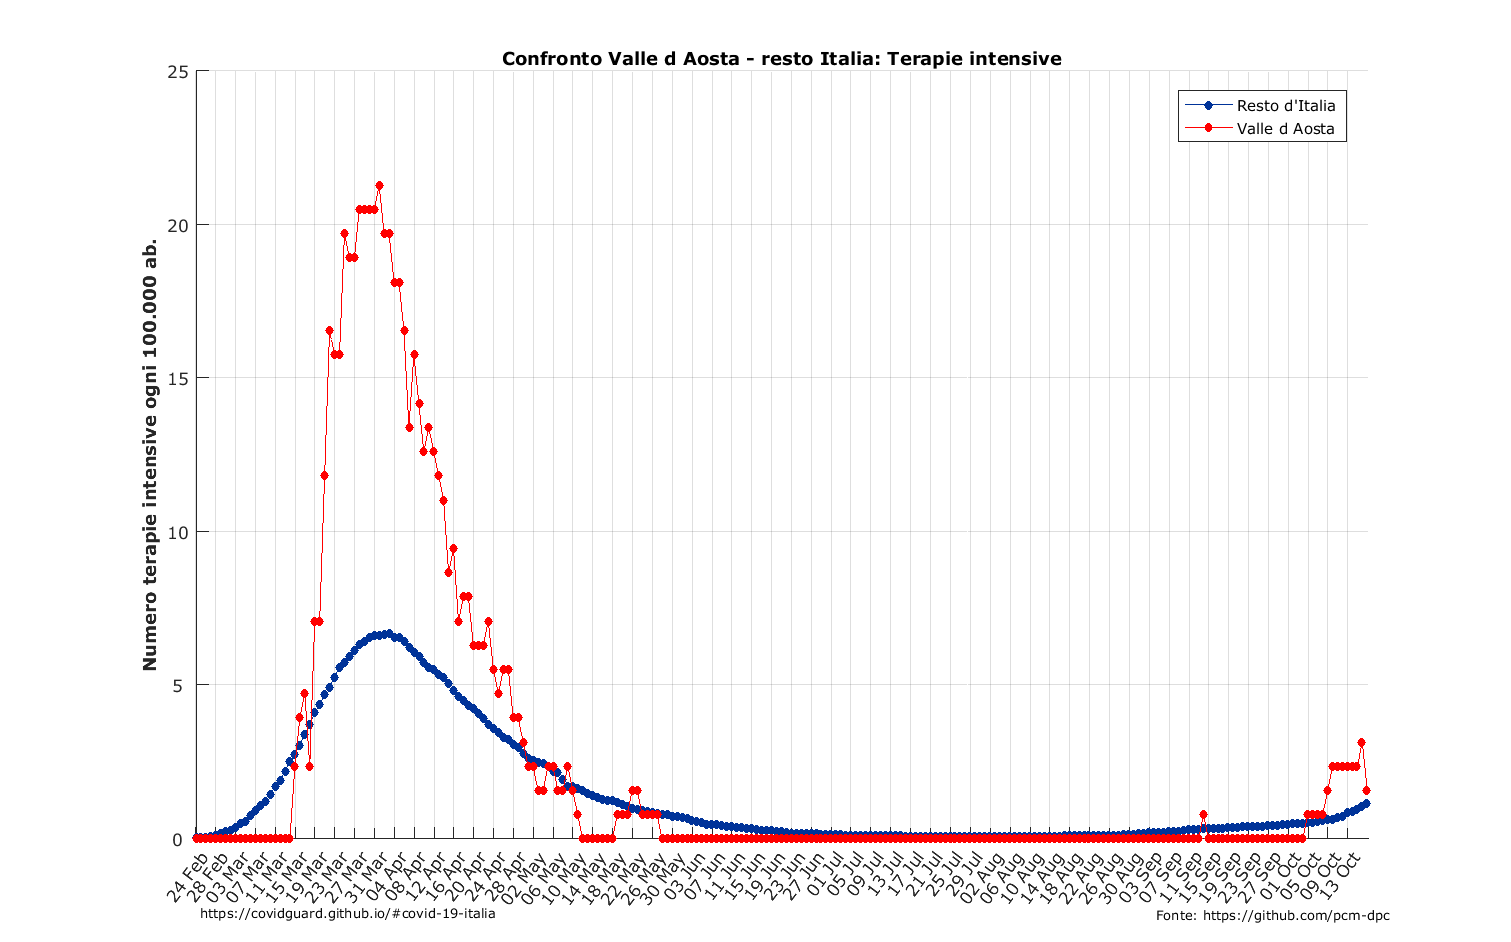 Confronto Valle d Aosta - resto Italia: Terapie intensive
Resto d'Italia
Valle d Aosta
Numero terapie intensive ogni 100.000 ab.
25
20
15
10
5
0
24 Feb
28 Feb
03 Mar
07 Mar
11 Mar
15 Mar
19 Mar
23 Mar
27 Mar
31 Mar
04 Apr
08 Apr
12 Apr
16 Apr
20 Apr
24 Apr
28 Apr
02 May
06 May
10 May
14 May
18 May
22 May
26 May
30 May
03 Jun
07 Jun
11 Jun
15 Jun
19 Jun
23 Jun
27 Jun
01 Jul
05 Jul
09 Jul
13 Jul
17 Jul
21 Jul
25 Jul
29 Jul
02 Aug
06 Aug
10 Aug
14 Aug
18 Aug
22 Aug
26 Aug
30 Aug
03 Sep
07 Sep
11 Sep
15 Sep
19 Sep
23 Sep
27 Sep
01 Oct
05 Oct
09 Oct
13 Oct
https://covidguard.github.io/#covid-19-italia
Fonte: https://github.com/pcm-dpc